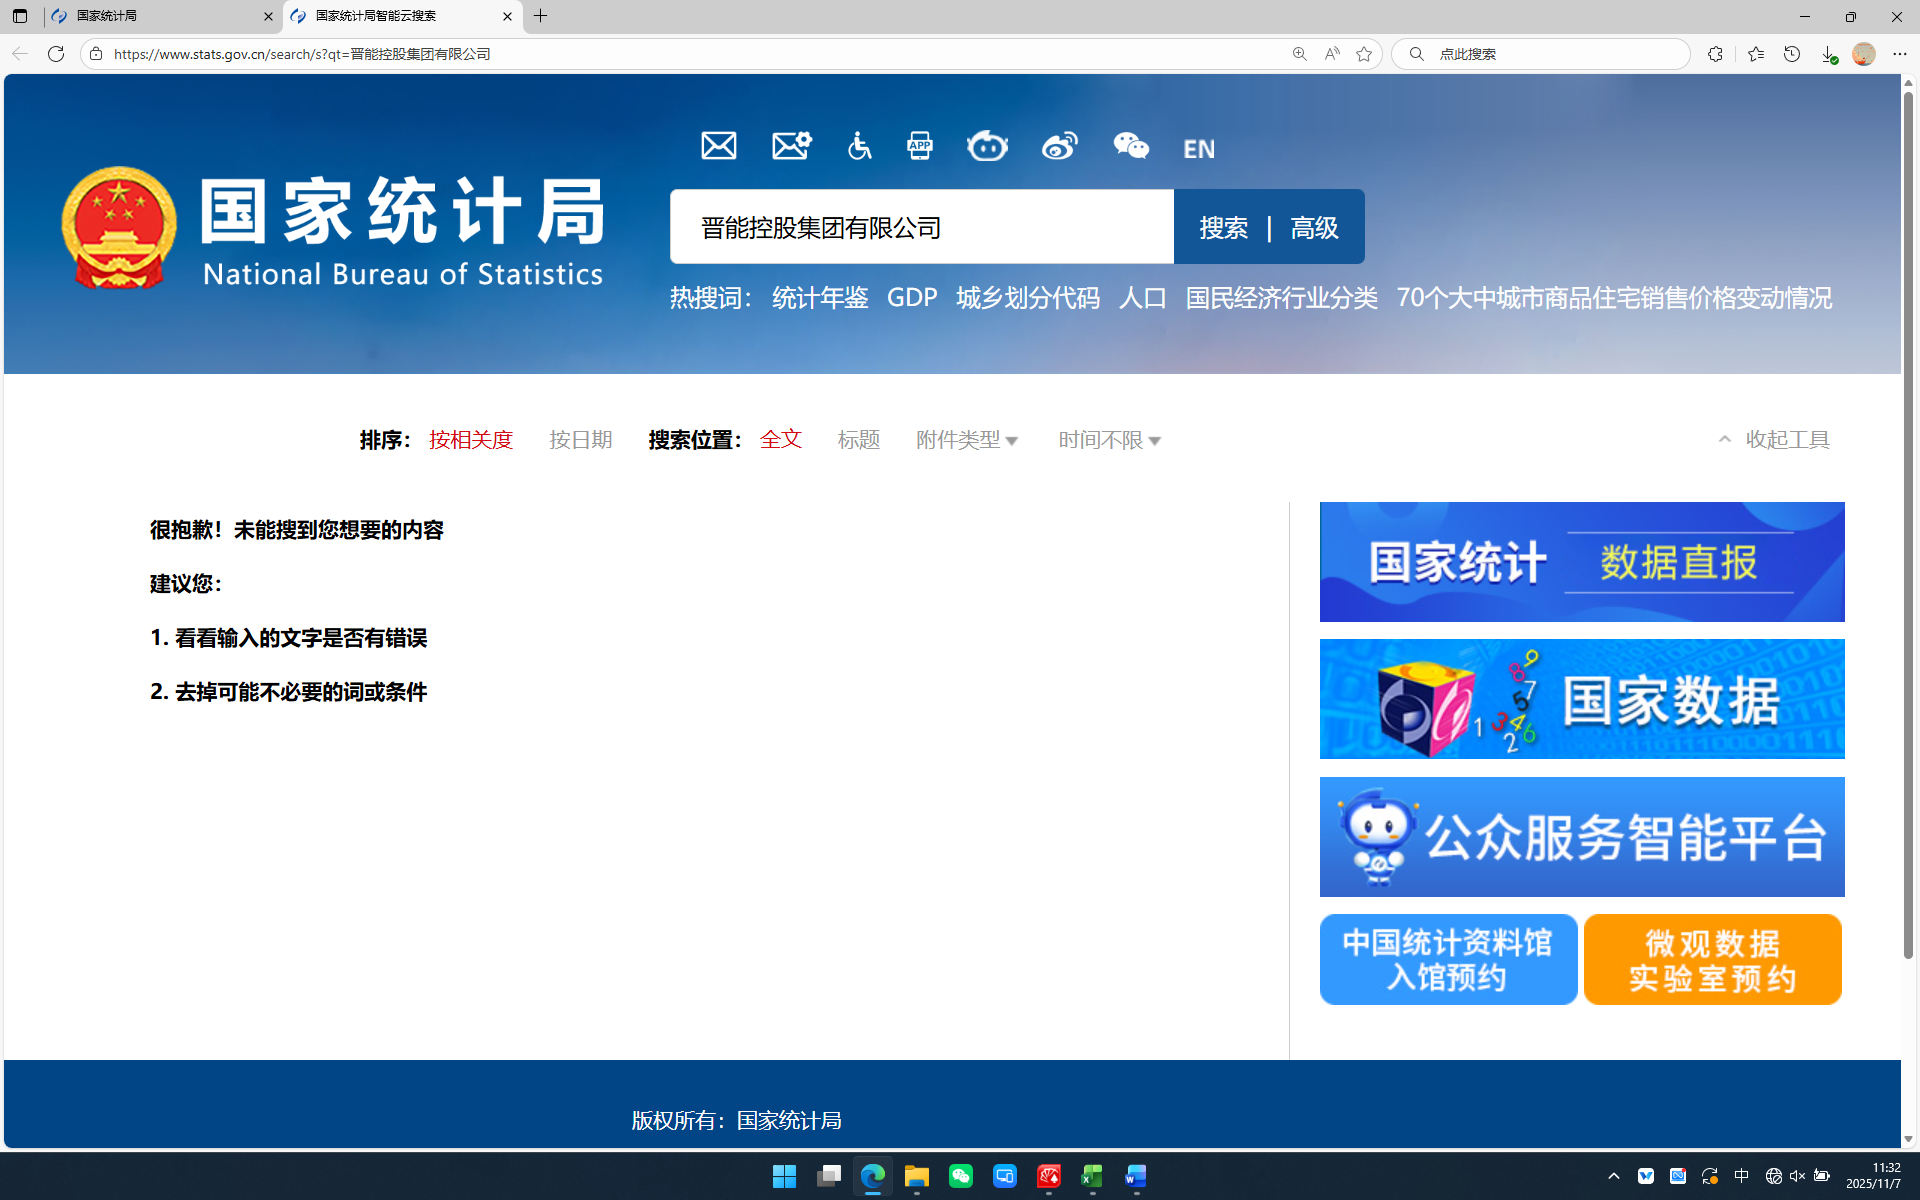 国家统计局
国家统计局智能云搜索
https://www.stats.gov.cn/search/s?qt=晋能控股集团有限公司
点此搜索
APP
EN
国家统计局
National Bureau of Statistics
晋能控股集团有限公司
搜索 | 高级
热搜词： 统计年鉴 GDP 城乡划分代码 人口 国民经济行业分类 70个大中城市商品住宅销售价格变动情况
排序： 按相关度 按日期 搜索位置： 全文 标题 附件类型 时间不限 收起工具
很抱歉！未能搜到您想要的内容
建议您：
1. 看看输入的文字是否有错误
2. 去掉可能不必要的词或条件
国家统计 数据直报
国家数据
公众服务智能平台
中国统计资料馆
入馆预约
微观数据
实验室预约
版权所有：国家统计局
中
11:32
2025/11/7